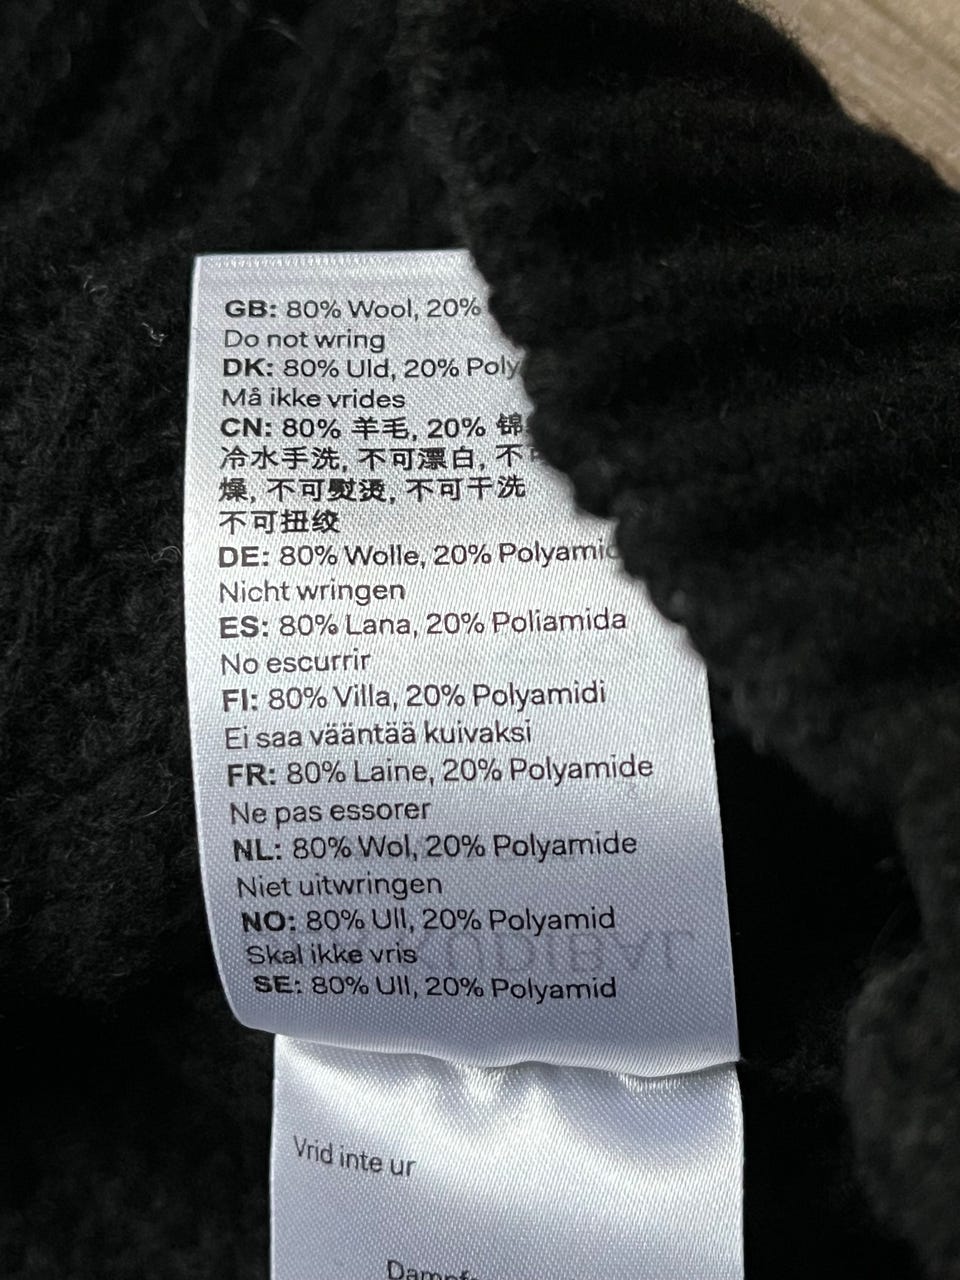 GB: 80% Wool, 20%
Do not wring
DK: 80% Uld, 20% Poly
Må ikke vrides
CN: 80% 羊毛, 20% 锦
冷水手洗, 不可漂白, 不
燥, 不可熨烫, 不可干洗
不可扭绞
DE: 80% Wolle, 20% Polyamid
Nicht wringen
ES: 80% Lana, 20% Poliamida
No escurrir
FI: 80% Villa, 20% Polyamidi
Ei saa vääntää kuivaksi
FR: 80% Laine, 20% Polyamide
Ne pas essorer
NL: 80% Wol, 20% Polyamide
Niet uitwringen
NO: 80% Ull, 20% Polyamid
Skal ikke vris
SE: 80% Ull, 20% Polyamid
Vrid inte ur